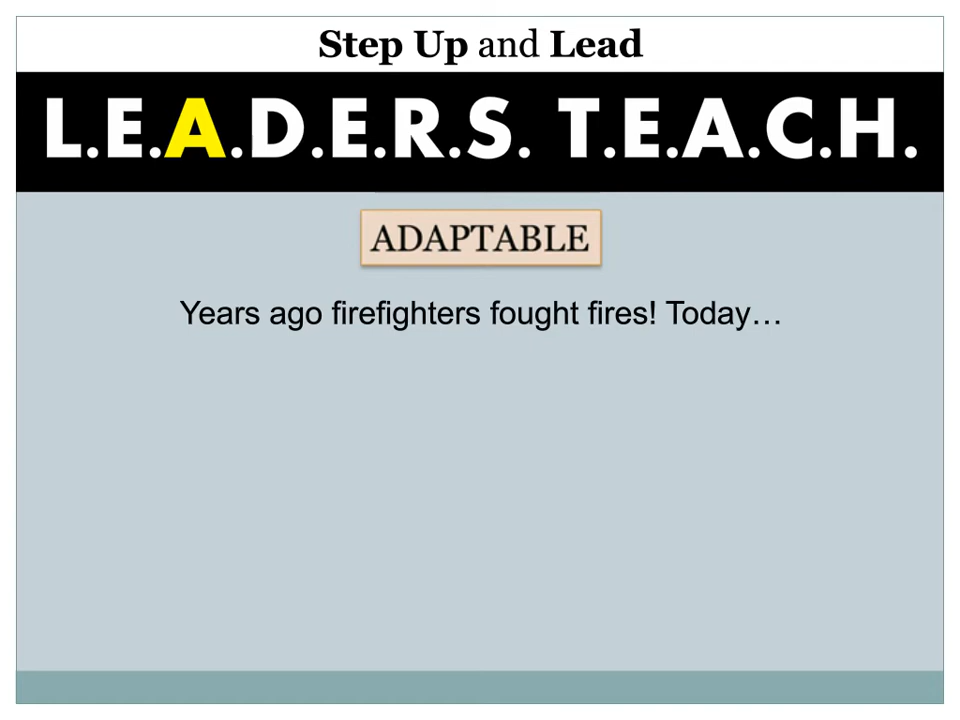 Step Up and Lead
L.E.A.D.E.R.S. T.E.A.C.H.
ADAPTABLE
Years ago firefighters fought fires! Today…